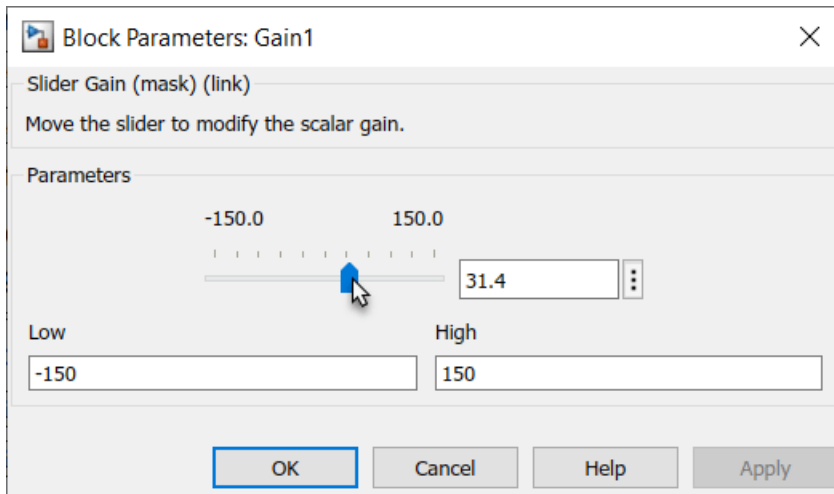 Block Parameters: Gain1
Slider Gain (mask) (link)
Move the slider to modify the scalar gain.
Parameters
-150.0 150.0
31.4
Low High
-150 150
OK Cancel Help Apply